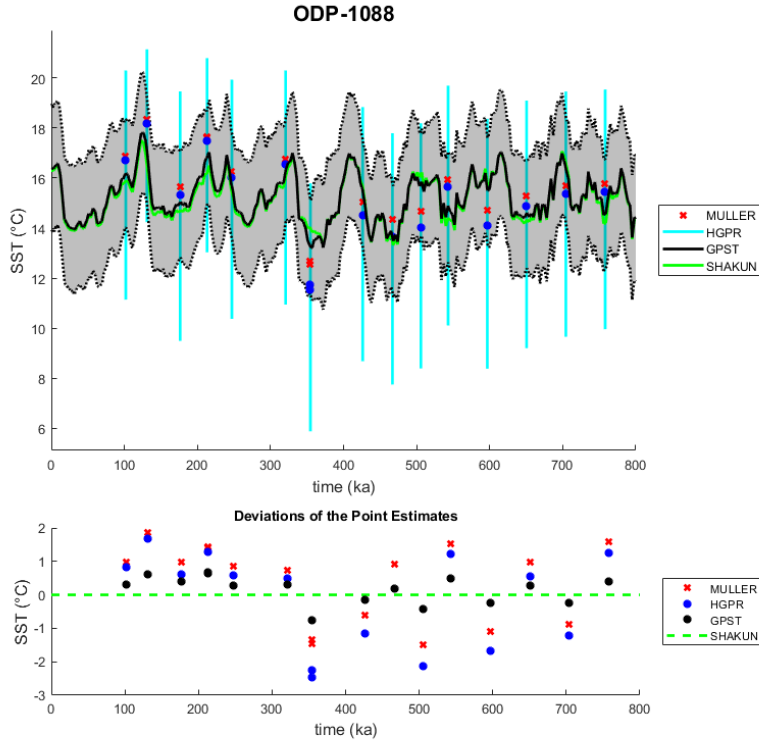 ODP-1088
SST (°C)
20
18
16
14
12
10
8
6
0 100 200 300 400 500 600 700 800
time (ka)
MULLER
HGPR
GPST
SHAKUN
Deviations of the Point Estimates
SST (°C)
2
1
0
-1
-2
-3
0 100 200 300 400 500 600 700 800
time (ka)
MULLER
HGPR
GPST
SHAKUN